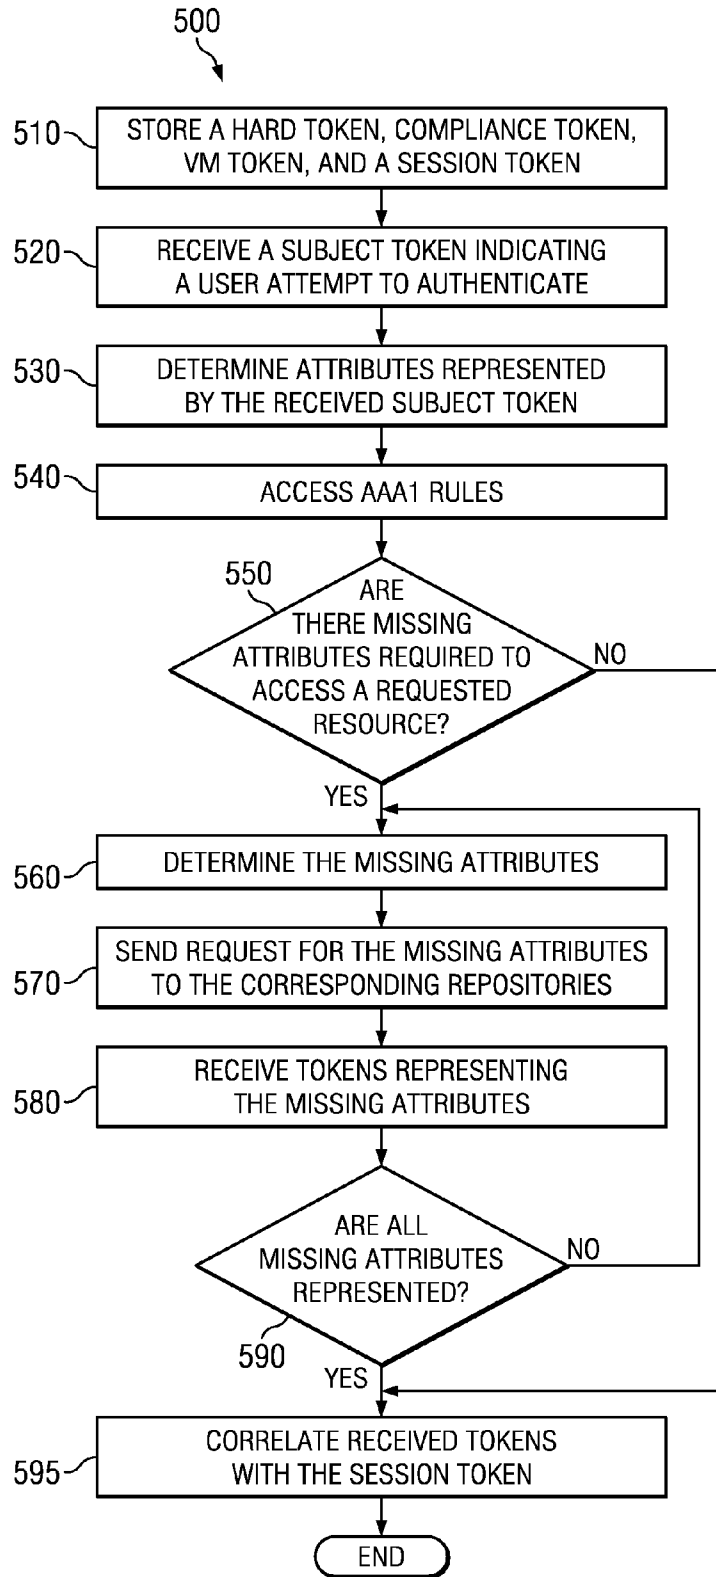 500
510
STORE A HARD TOKEN, COMPLIANCE TOKEN,
VM TOKEN, AND A SESSION TOKEN
520
RECEIVE A SUBJECT TOKEN INDICATING
A USER ATTEMPT TO AUTHENTICATE
530
DETERMINE ATTRIBUTES REPRESENTED
BY THE RECEIVED SUBJECT TOKEN
540
ACCESS AAA1 RULES
550
ARE
THERE MISSING
ATTRIBUTES REQUIRED TO
ACCESS A REQUESTED
RESOURCE?
NO
YES
560
DETERMINE THE MISSING ATTRIBUTES
570
SEND REQUEST FOR THE MISSING ATTRIBUTES
TO THE CORRESPONDING REPOSITORIES
580
RECEIVE TOKENS REPRESENTING
THE MISSING ATTRIBUTES
ARE ALL
MISSING ATTRIBUTES
REPRESENTED?
NO
590
YES
595
CORRELATE RECEIVED TOKENS
WITH THE SESSION TOKEN
END